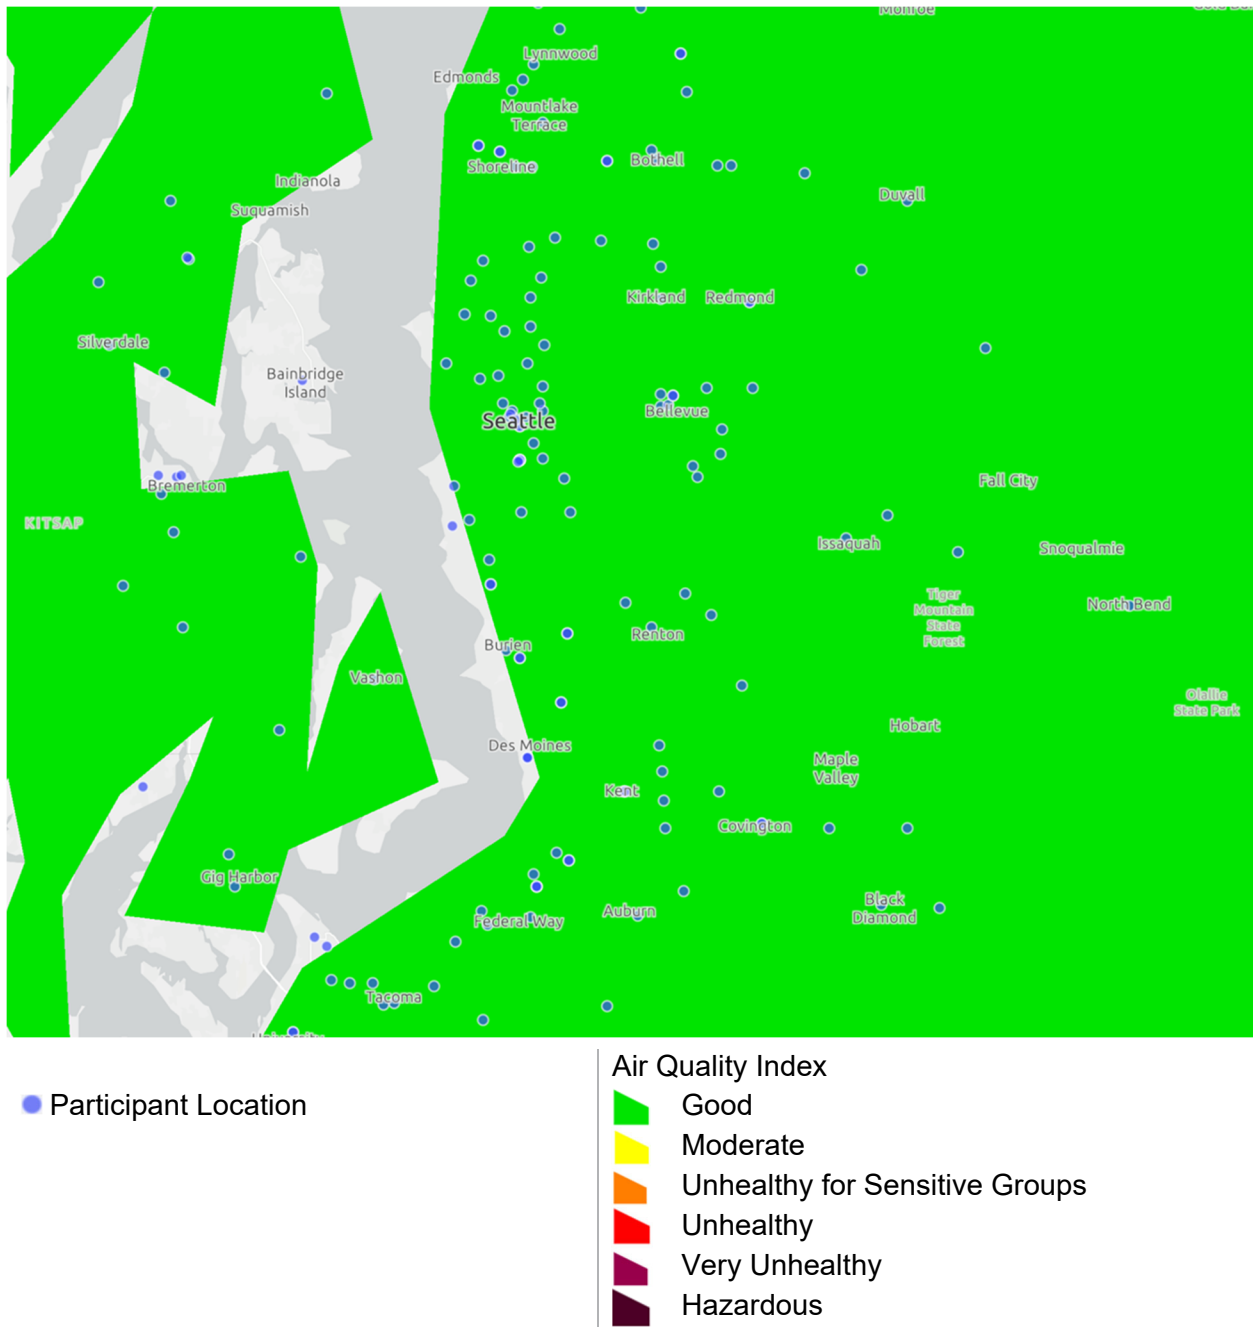 Monroe
Lynnwood
Edmonds
Mountlake
Terrace
Shoreline
Bothell
Indianola
Duvall
Suquamish
Kirkland
Redmond
Silverdale
Bainbridge
Island
Bellevue
Seattle
Fall City
Bremerton
KITSAP
Issaquah
Snoqualmie
Tiger
Mountain
State
Forest
North Bend
Renton
Burien
Vashon
Olallie
State Park
Hobart
Des Moines
Maple
Valley
Kent
Covington
Gig Harbor
Black
Diamond
Auburn
Federal Way
Tacoma
University
Participant Location
Air Quality Index
Good
Moderate
Unhealthy for Sensitive Groups
Unhealthy
Very Unhealthy
Hazardous